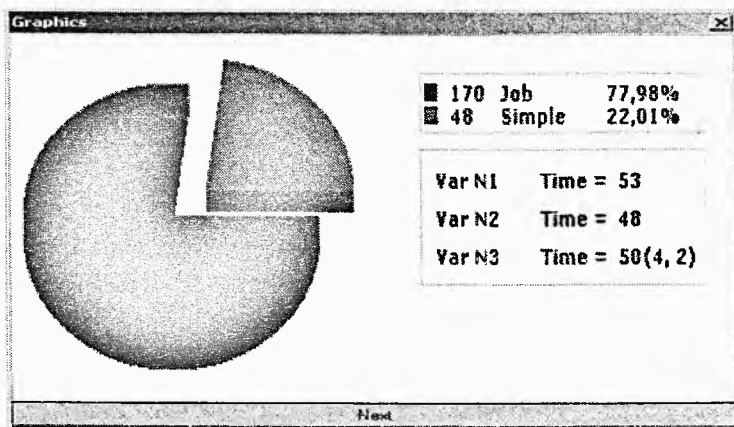 Graphics
170 Job 77,98%
48 Simple 22,01%
Var N1 Time = 53
Var N2 Time = 48
Var N3 Time = 50(4, 2)
Next